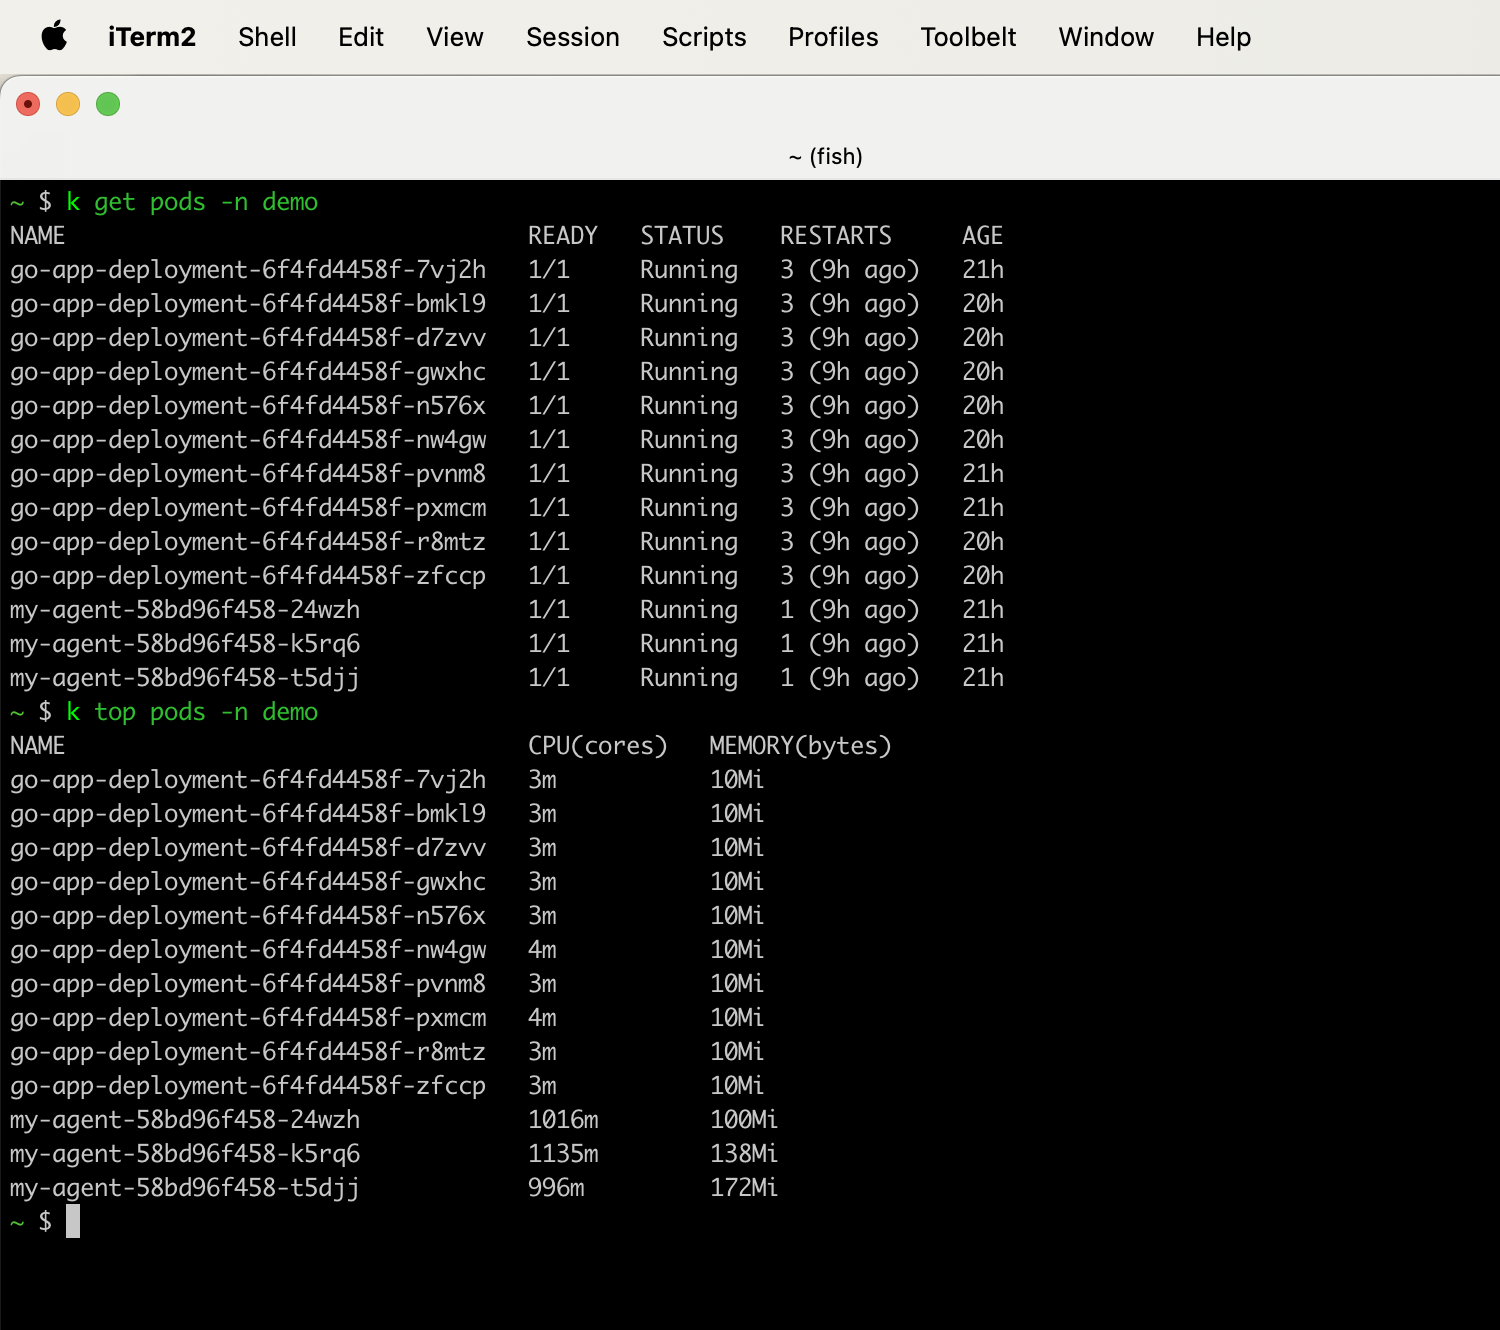 iTerm2 Shell Edit View Session Scripts Profiles Toolbelt Window Help
~ (fish)
~ $ k get pods -n demo
NAME READY STATUS RESTARTS AGE
go-app-deployment-6f4fd4458f-7vj2h 1/1 Running 3 (9h ago) 21h
go-app-deployment-6f4fd4458f-bmkl9 1/1 Running 3 (9h ago) 20h
go-app-deployment-6f4fd4458f-d7zvv 1/1 Running 3 (9h ago) 20h
go-app-deployment-6f4fd4458f-gwxhc 1/1 Running 3 (9h ago) 20h
go-app-deployment-6f4fd4458f-n576x 1/1 Running 3 (9h ago) 20h
go-app-deployment-6f4fd4458f-nw4gw 1/1 Running 3 (9h ago) 20h
go-app-deployment-6f4fd4458f-pvnm8 1/1 Running 3 (9h ago) 21h
go-app-deployment-6f4fd4458f-pxmcm 1/1 Running 3 (9h ago) 21h
go-app-deployment-6f4fd4458f-r8mtz 1/1 Running 3 (9h ago) 20h
go-app-deployment-6f4fd4458f-zfccp 1/1 Running 3 (9h ago) 20h
my-agent-58bd96f458-24wzh 1/1 Running 1 (9h ago) 21h
my-agent-58bd96f458-k5rq6 1/1 Running 1 (9h ago) 21h
my-agent-58bd96f458-t5djj 1/1 Running 1 (9h ago) 21h
~ $ k top pods -n demo
NAME CPU(cores) MEMORY(bytes)
go-app-deployment-6f4fd4458f-7vj2h 3m 10Mi
go-app-deployment-6f4fd4458f-bmkl9 3m 10Mi
go-app-deployment-6f4fd4458f-d7zvv 3m 10Mi
go-app-deployment-6f4fd4458f-gwxhc 3m 10Mi
go-app-deployment-6f4fd4458f-n576x 3m 10Mi
go-app-deployment-6f4fd4458f-nw4gw 4m 10Mi
go-app-deployment-6f4fd4458f-pvnm8 3m 10Mi
go-app-deployment-6f4fd4458f-pxmcm 4m 10Mi
go-app-deployment-6f4fd4458f-r8mtz 3m 10Mi
go-app-deployment-6f4fd4458f-zfccp 3m 10Mi
my-agent-58bd96f458-24wzh 1016m 100Mi
my-agent-58bd96f458-k5rq6 1135m 138Mi
my-agent-58bd96f458-t5djj 996m 172Mi
~ $